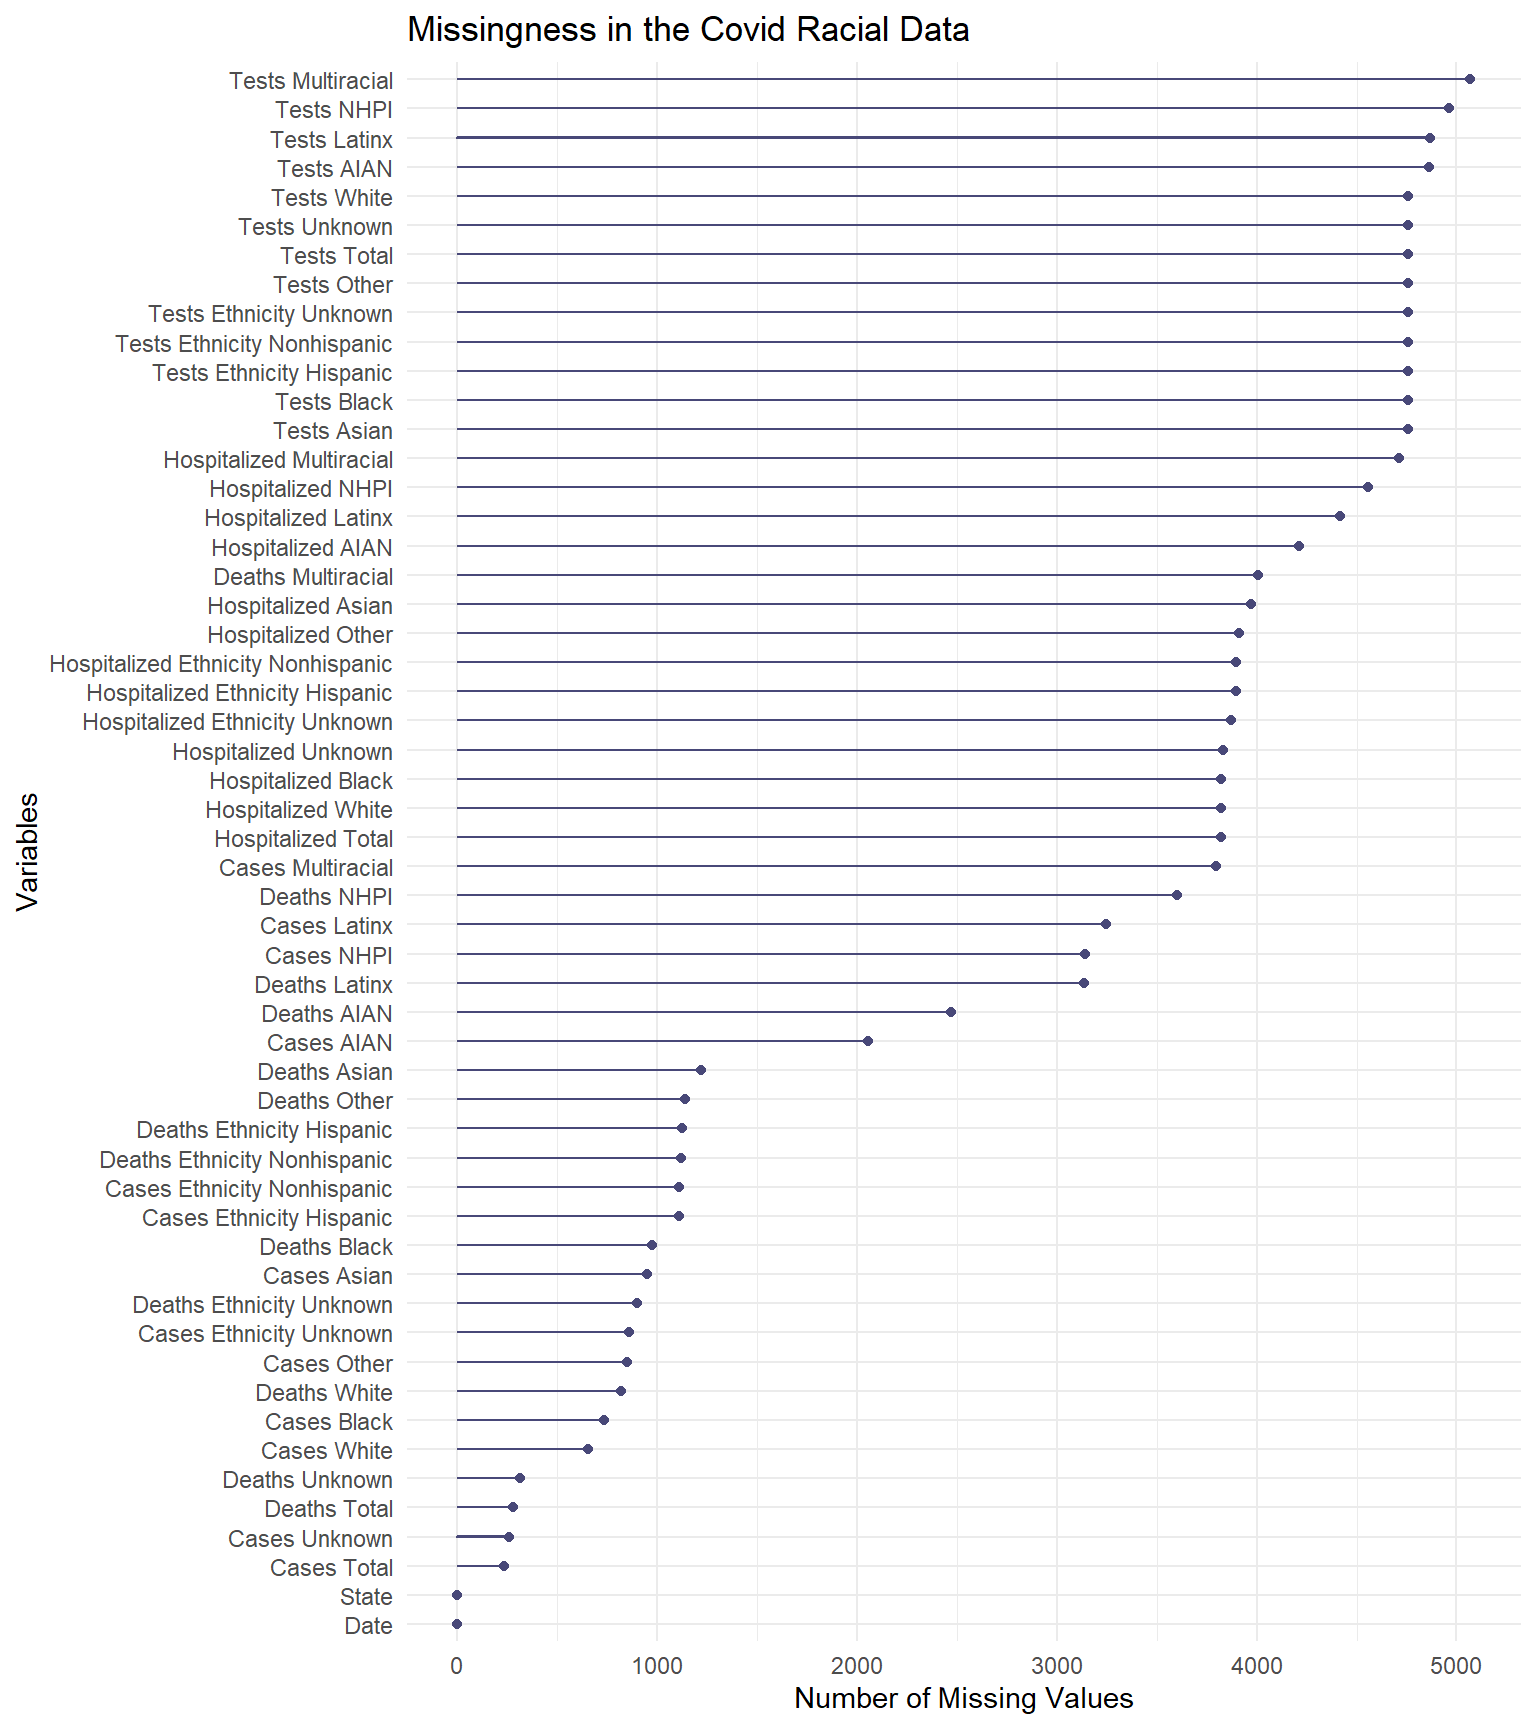 Missingness in the Covid Racial Data
Tests Multiracial
Tests NHPI
Tests Latinx
Tests AIAN
Tests White
Tests Unknown
Tests Total
Tests Other
Tests Ethnicity Unknown
Tests Ethnicity Nonhispanic
Tests Ethnicity Hispanic
Tests Black
Tests Asian
Hospitalized Multiracial
Hospitalized NHPI
Hospitalized Latinx
Hospitalized AIAN
Deaths Multiracial
Hospitalized Asian
Hospitalized Other
Hospitalized Ethnicity Nonhispanic
Hospitalized Ethnicity Hispanic
Hospitalized Ethnicity Unknown
Hospitalized Unknown
Hospitalized Black
Hospitalized White
Hospitalized Total
Cases Multiracial
Deaths NHPI
Cases Latinx
Cases NHPI
Deaths Latinx
Deaths AIAN
Cases AIAN
Deaths Asian
Deaths Other
Deaths Ethnicity Hispanic
Deaths Ethnicity Nonhispanic
Cases Ethnicity Nonhispanic
Cases Ethnicity Hispanic
Deaths Black
Cases Asian
Deaths Ethnicity Unknown
Cases Ethnicity Unknown
Cases Other
Deaths White
Cases Black
Cases White
Deaths Unknown
Deaths Total
Cases Unknown
Cases Total
State
Date
Variables
0 1000 2000 3000 4000 5000
Number of Missing Values